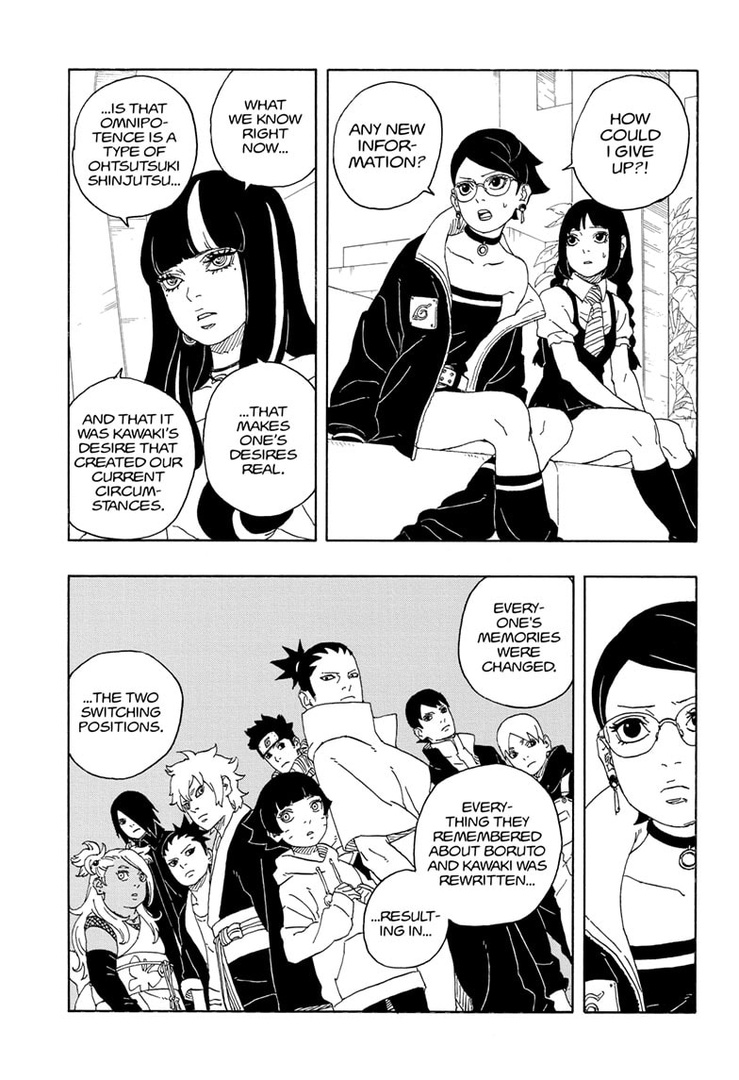 HOW
COULD
I GIVE
UP?!
ANY NEW
INFOR-
MATION?
WHAT
WE KNOW
RIGHT
NOW...
...IS THAT
OMNIPO-
TENCE IS A
TYPE OF
OHTSUTSUKI
SHINJUTSU...
...THAT
MAKES
ONE'S
DESIRES
REAL.
AND THAT IT
WAS KAWAKI'S
DESIRE THAT
CREATED OUR
CURRENT
CIRCUM-
STANCES.
EVERY-
ONE'S
MEMORIES
WERE
CHANGED.
EVERY-
THING THEY
REMEMBERED
ABOUT BORUTO
AND KAWAKI WAS
REWRITTEN...
...RESULT-
ING IN...
...THE TWO
SWITCHING
POSITIONS.